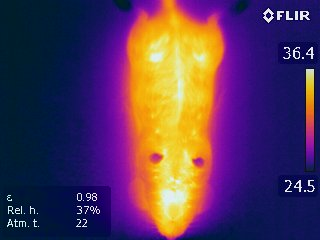 FLIR
36.4
24.5
ε 0.98
Rel. h. 37%
Atm. t. 22